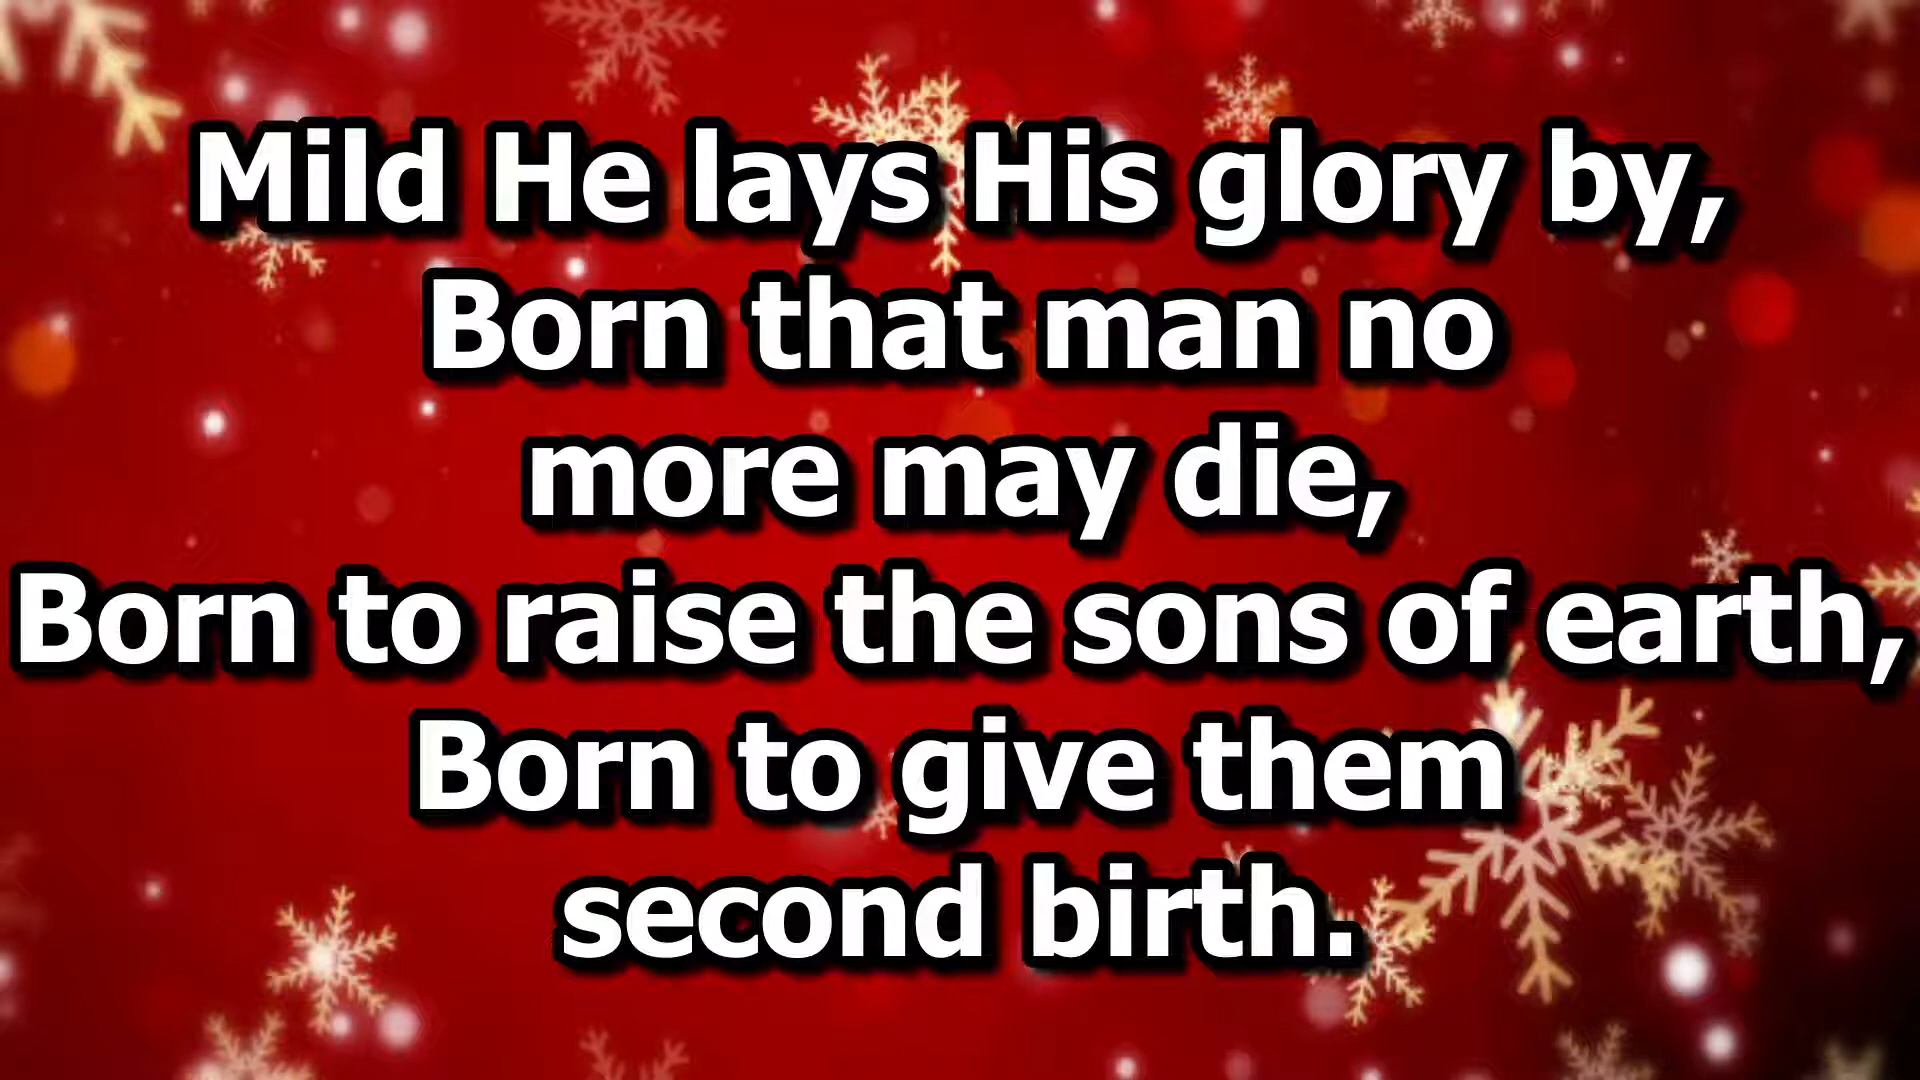 Mild He lays His glory by,
Born that man no
more may die,
Born to raise the sons of earth,
Born to give them
second birth.